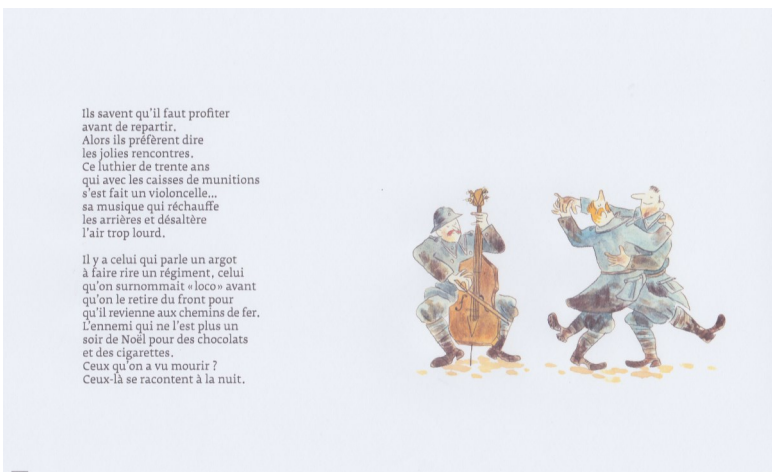 Ils savent qu'il faut profiter
avant de repartir.
Alors ils préfèrent dire
les jolies rencontres.
Ce luthier de trente ans
qui avec les caisses de munitions
s'est fait un violoncelle...
sa musique qui réchauffe
les arrières et désaltère
l'air trop lourd.

Il y a celui qui parle un argot
à faire rire un régiment, celui
qu'on surnommait « loco » avant
qu'on le retire du front pour
qu'il revienne aux chemins de fer.
L'ennemi qui ne l'est plus un
soir de Noël pour des chocolats
et des cigarettes.
Ceux qu'on a vu mourir ?
Ceux-là se racontent à la nuit.